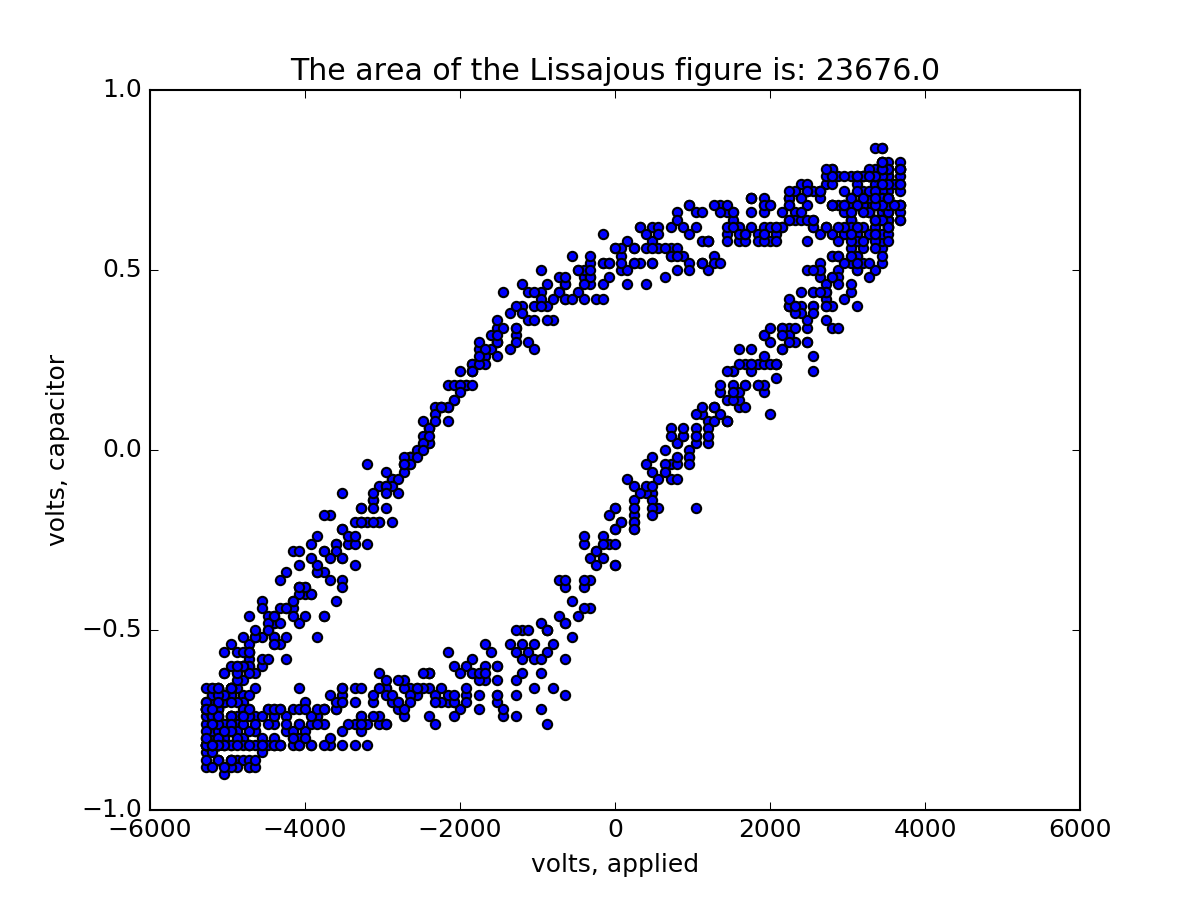 The area of the Lissajous figure is: 23676.0
1.0
0.5
0.0
−0.5
−1.0
volts, capacitor
−6000 −4000 −2000 0 2000 4000 6000
volts, applied